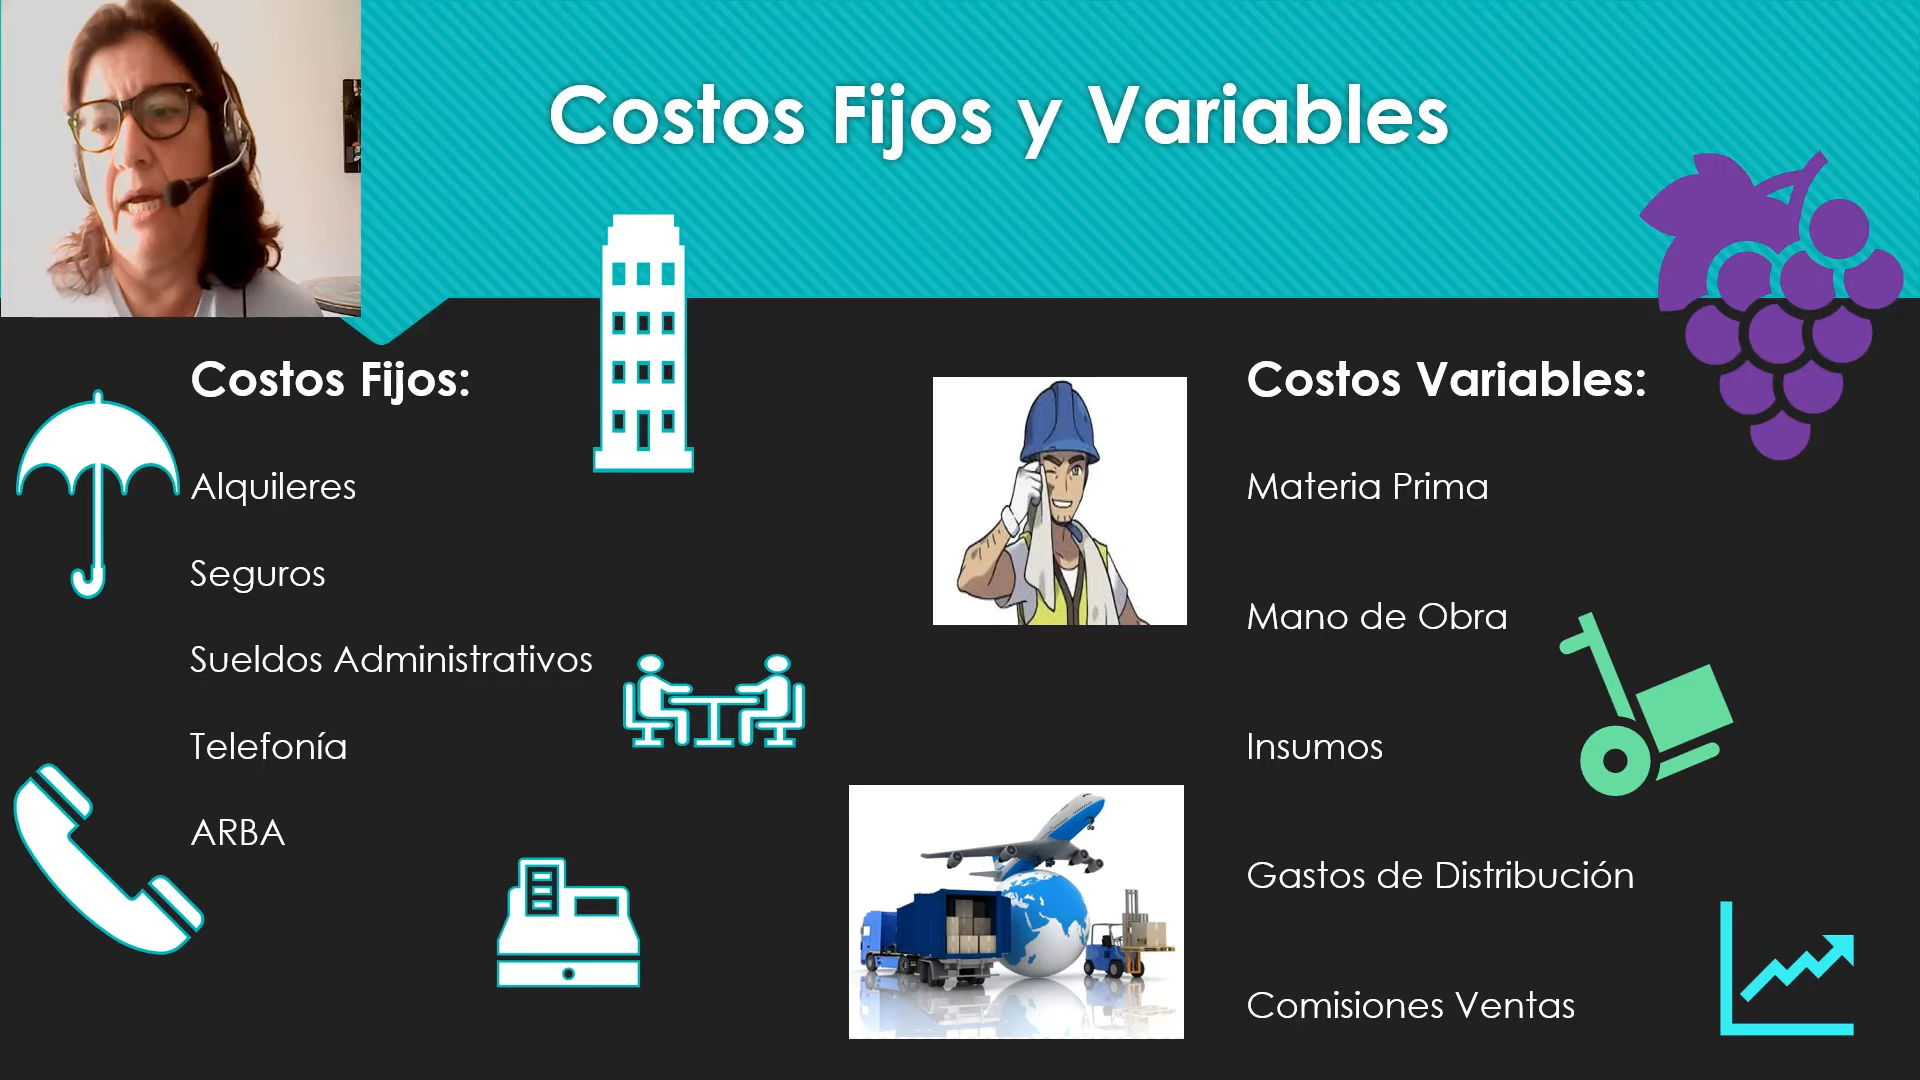 Costos Fijos y Variables
Costos Fijos:
Alquileres
Seguros
Sueldos Administrativos
Telefonía
ARBA
Costos Variables:
Materia Prima
Mano de Obra
Insumos
Gastos de Distribución
Comisiones Ventas